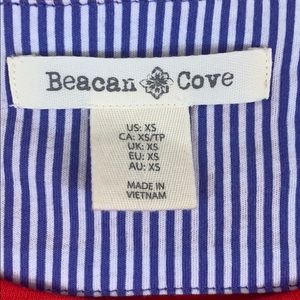 Beacan Cove
US: XS
CA: XS/TP
UK: XS
EU: XS
AU: XS
MADE IN
VIETNAM